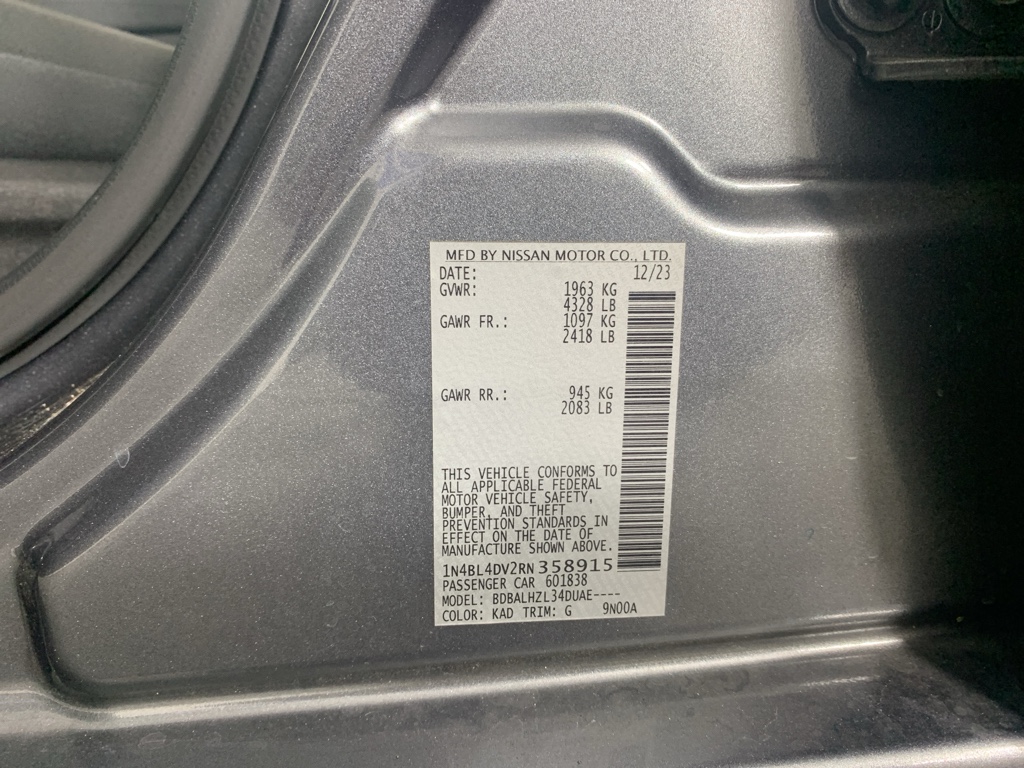 MFD BY NISSAN MOTOR CO., LTD.
DATE: 12/23
GVWR: 1963 KG
4328 LB
GAWR FR.: 1097 KG
2418 LB
GAWR RR.: 945 KG
2083 LB
THIS VEHICLE CONFORMS TO
ALL APPLICABLE FEDERAL
MOTOR VEHICLE SAFETY,
BUMPER, AND THEFT
PREVENTION STANDARDS IN
EFFECT ON THE DATE OF
MANUFACTURE SHOWN ABOVE.
1N4BL4DV2RN358915
PASSENGER CAR 601838
MODEL: BDBALHZL34DUAE----
COLOR: KAD TRIM: G 9N00A